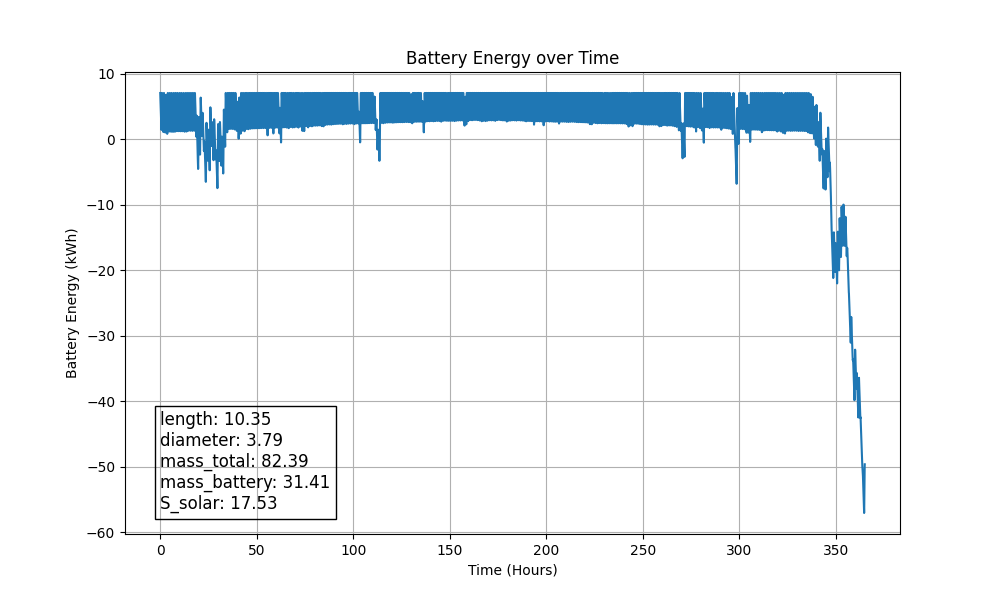 Battery Energy over Time
Battery Energy (kWh)
10
0
−10
−20
−30
−40
−50
−60
length: 10.35
diameter: 3.79
mass_total: 82.39
mass_battery: 31.41
S_solar: 17.53
0 50 100 150 200 250 300 350
Time (Hours)